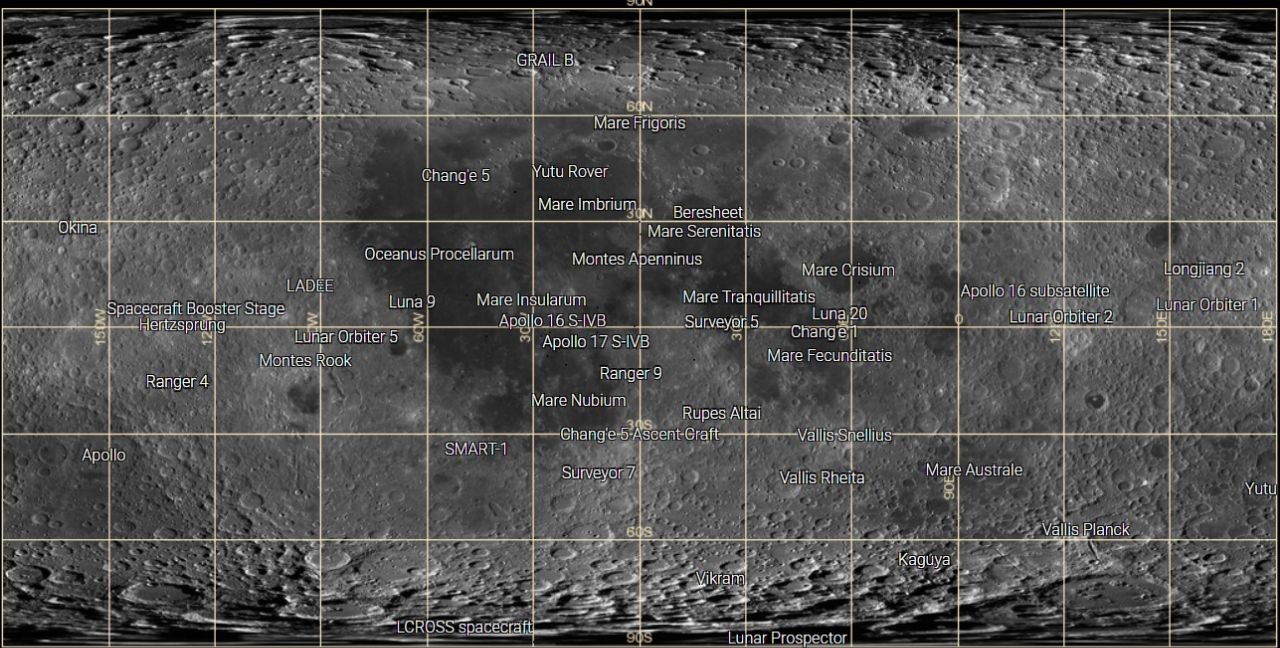 90N
GRAIL B
60N
Mare Frigoris
Yutu Rover
Chang'e 5
Mare Imbrium
30N
Beresheet
Okina
Mare Serenitatis
Oceanus Procellarum
Montes Apenninus
Mare Crisium
Longjiang 2
LADEE
Apollo 16 subsatellite
Luna 9
Mare Insularum
Mare Tranquillitatis
Lunar Orbiter 1
Spacecraft Booster Stage
Luna 20
Lunar Orbiter 2
Hertzsprung
Apollo 16 S-IVB
Surveyor 5
150W
60W
0
150E
180E
Chang'e 1
Lunar Orbiter 5
Apollo 17 S-IVB
Montes Rook
Mare Fecunditatis
Ranger 4
Ranger 9
Mare Nubium
Rupes Altai
30S
Chang'e 5 Ascent Craft
Vallis Snellius
Apollo
SMART-1
Surveyor 7
Vallis Rheita
Mare Australe
90E
Yutu
Vallis Planck
60S
Kaguya
Vikram
LCROSS spacecraft
90S
Lunar Prospector